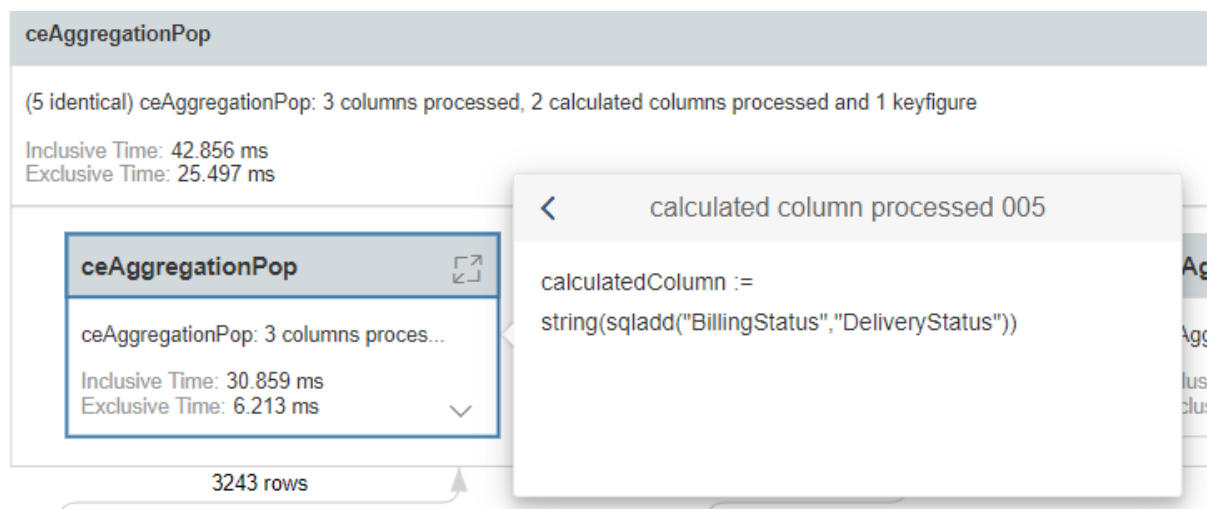 ceAggregationPop
(5 identical) ceAggregationPop: 3 columns processed, 2 calculated columns processed and 1 keyfigure
Inclusive Time: 42.856 ms
Exclusive Time: 25.497 ms
calculated column processed 005
ceAggregationPop
calculatedColumn :=
string(sqladd("BillingStatus","DeliveryStatus"))
ceAggregationPop: 3 columns proces...
Inclusive Time: 30.859 ms
Exclusive Time: 6.213 ms
3243 rows